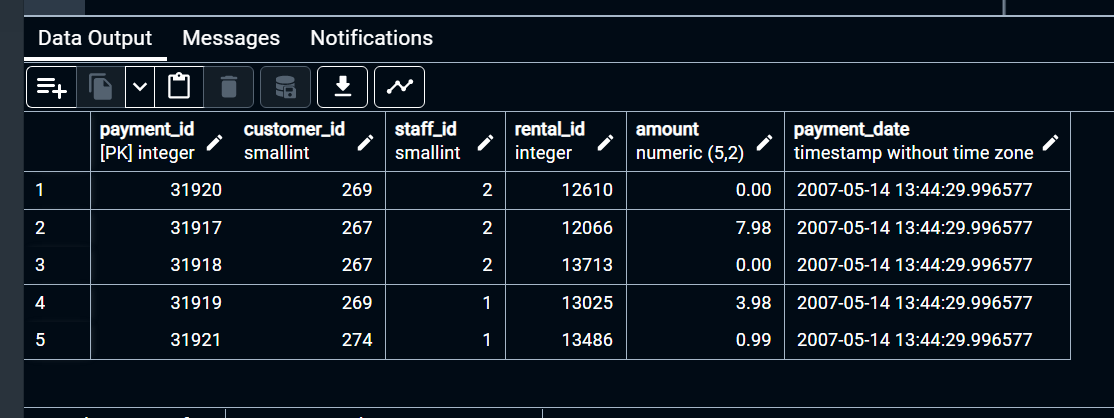 Data Output Messages Notifications
payment_id customer_id staff_id rental_id amount payment_date
[PK] integer smallint smallint integer numeric (5,2) timestamp without time zone
1 31920 269 2 12610 0.00 2007-05-14 13:44:29.996577
2 31917 267 2 12066 7.98 2007-05-14 13:44:29.996577
3 31918 267 2 13713 0.00 2007-05-14 13:44:29.996577
4 31919 269 1 13025 3.98 2007-05-14 13:44:29.996577
5 31921 274 1 13486 0.99 2007-05-14 13:44:29.996577